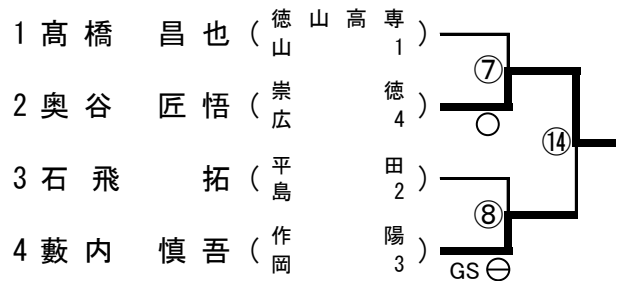 1 髙橋 昌也 (徳山高専 山1)
⑦
2 奥谷 匠悟 (崇徳 広4)
○
⑭
3 石飛 拓 (平田 島2)
⑧
4 藪内 慎吾 (作陽 岡3)
GS ⊖